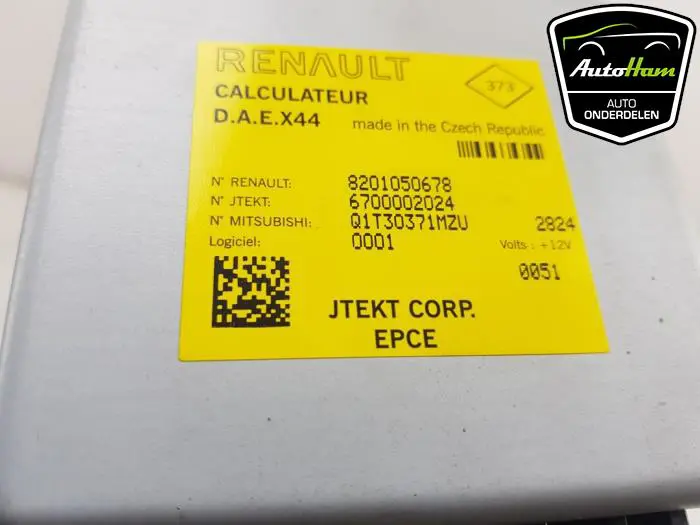 RENAULT
373
CALCULATEUR
D.A.E.X44
made in the Czech Republic
N° RENAULT: 8201050678
N° JTEKT: 6700002024
N° MITSUBISHI: Q1T30371MZU 2824
Logiciel: 0001 Volts : +12V
0051
JTEKT CORP.
EPCE
AutoHam
AUTO
ONDERDELEN